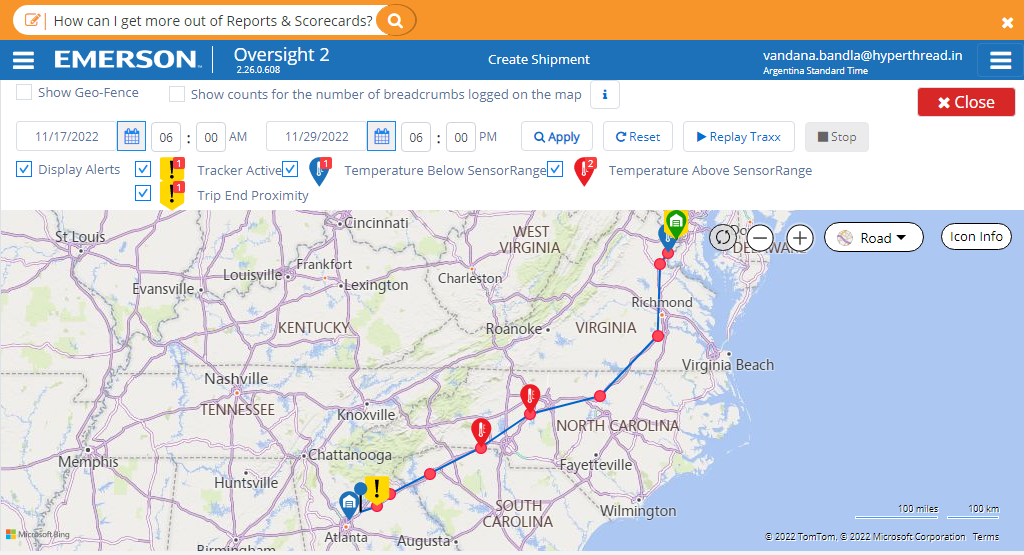 How can I get more out of Reports & Scorecards?
EMERSON
Oversight 2
2.26.0.608
Create Shipment
vandana.bandla@hyperthread.in
Argentina Standard Time
Show Geo-Fence
Show counts for the number of breadcrumbs logged on the map
i
Close
11/17/2022
06 : 00 AM
11/29/2022
06 : 00 PM
Apply
Reset
Replay Traxx
Stop
Display Alerts
1
Tracker Active
1
Temperature Below SensorRange
2
Temperature Above SensorRange
1
Trip End Proximity
Road
Icon Info
Cincinnati
WEST
VIRGINIA
DELAWARE
St Louis
Frankfort
Louisville
Lexington
Charleston
Evansville
Richmond
KENTUCKY
Roanoke
VIRGINIA
Virginia Beach
Nashville
TENNESSEE
Knoxville
NORTH CAROLINA
Memphis
Chattanooga
Fayetteville
Huntsville
SOUTH
CAROLINA
Wilmington
100 miles
100 km
Microsoft Bing
Atlanta
Augusta
Birmingham
© 2022 TomTom, © 2022 Microsoft Corporation Terms